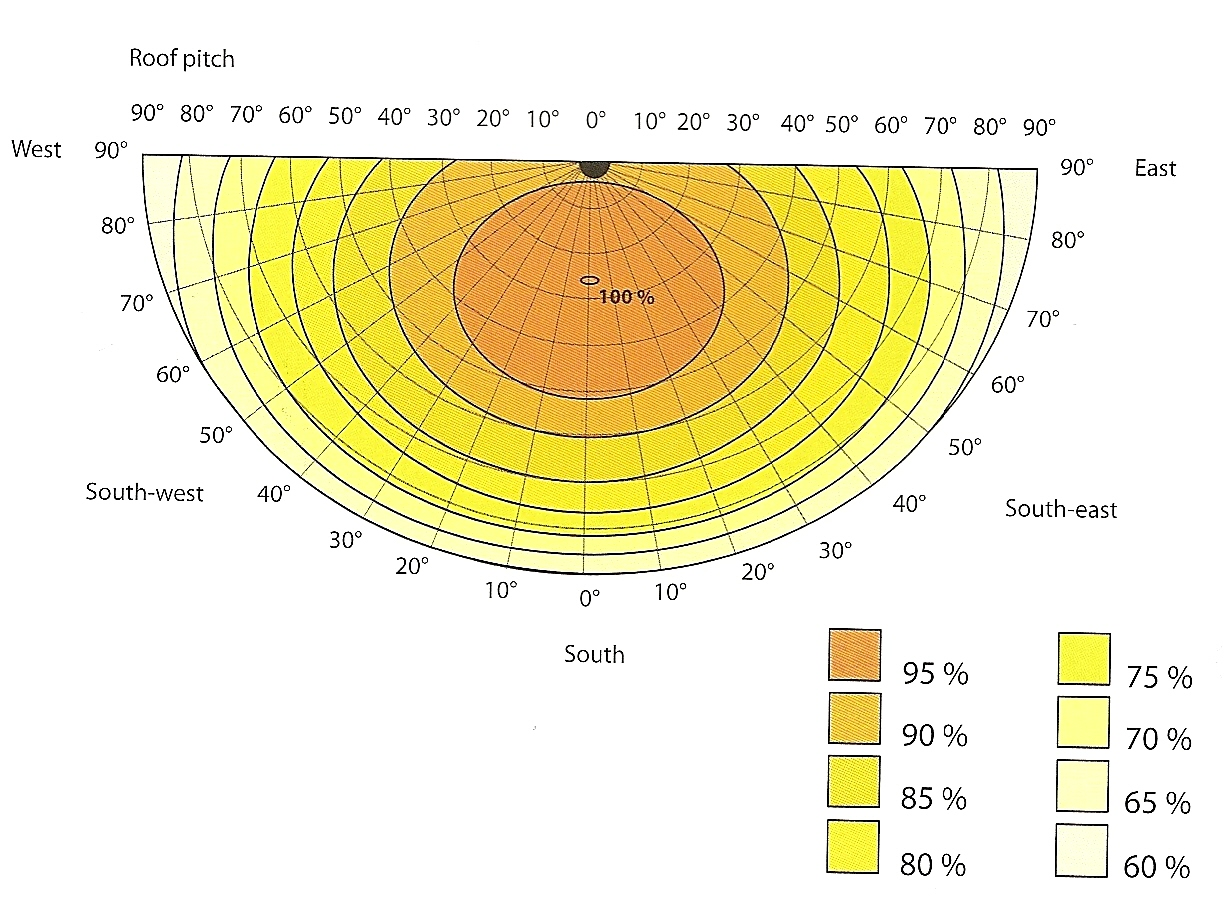 Roof pitch
90° 80° 70° 60° 50° 40° 30° 20° 10° 0° 10° 20° 30° 40° 50° 60° 70° 80° 90°
West 90° 90° East
80° 80°
70° 70°
60° 60°
50° 50°
South-west 40° 40° South-east
30° 30°
20° 20°
10° 10°
0°
100 %
South
95 % 75 %
90 % 70 %
85 % 65 %
80 % 60 %